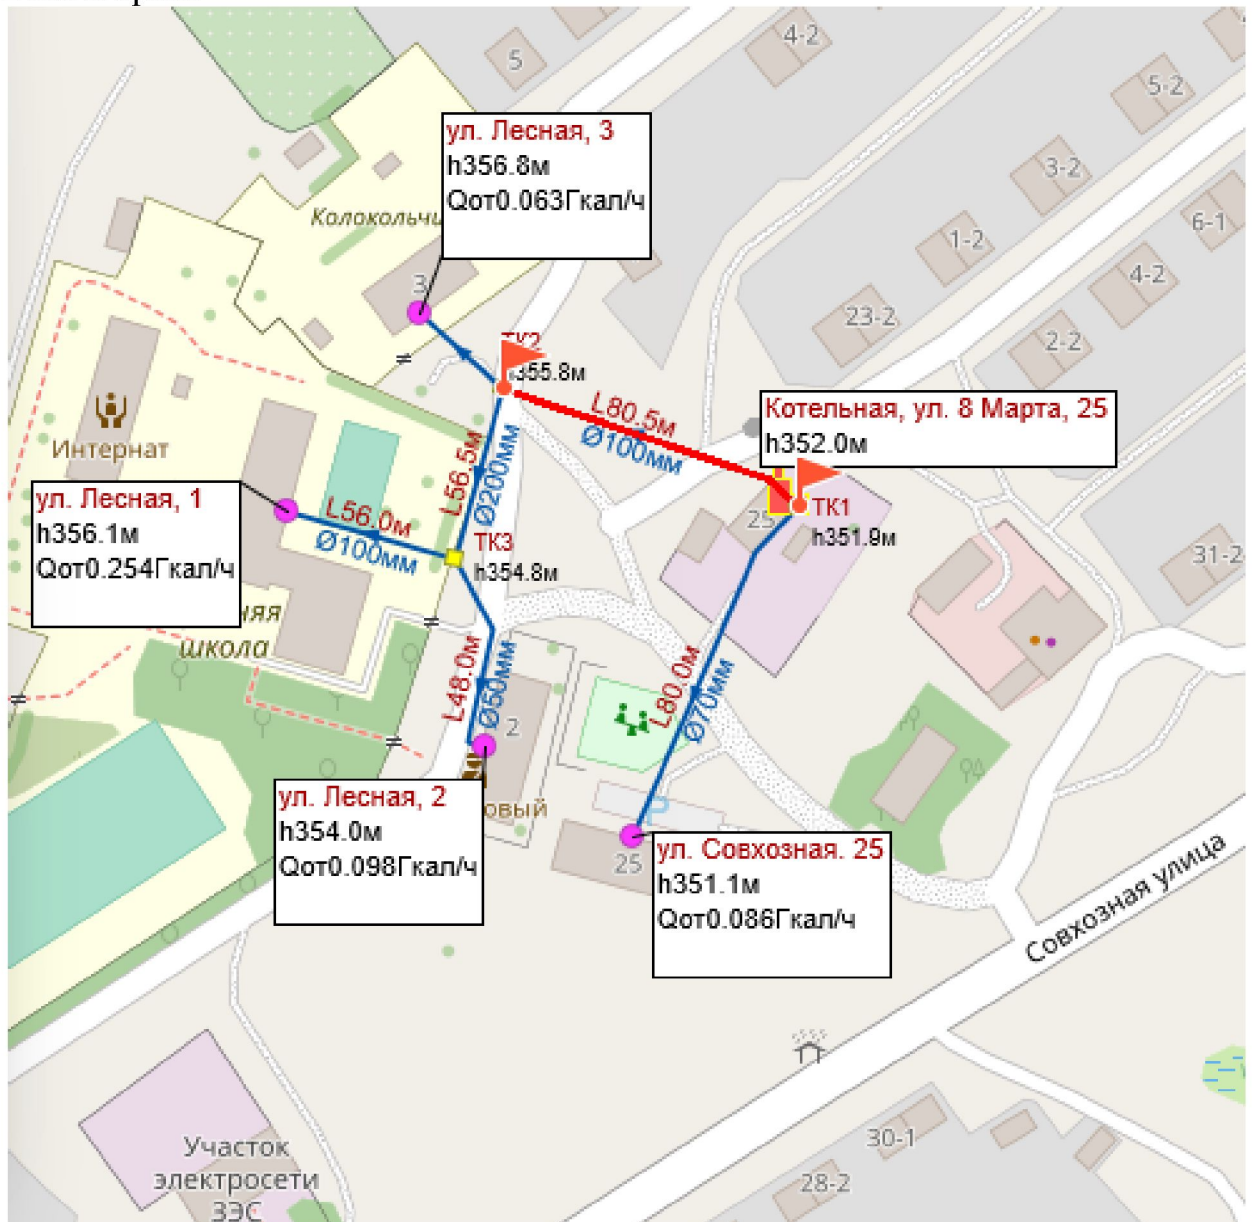 5
4-2
5-2
3-2
6-1
1-2
4-2
23-2
2-2
31-2
ул. Лесная, 3
h356.8м
Qот0.063Гкал/ч
3
ТК2
h355.8м
L80.5м
Ø100мм
Котельная, ул. 8 Марта, 25
h352.0м
25
ТК1
h351.9м
Интернат
ул. Лесная, 1
h356.1м
Qот0.254Гкал/ч
L56.0м
Ø100мм
L56.5м
Ø200мм
ТК3
h354.8м
школа
L48.0м
Ø50мм
2
L80.0м
Ø70мм
ул. Лесная, 2
h354.0м
Qот0.098Гкал/ч
25
ул. Совхозная. 25
h351.1м
Qот0.086Гкал/ч
Совхозная улица
Участок
электросети
ЗЭС
30-1
28-2